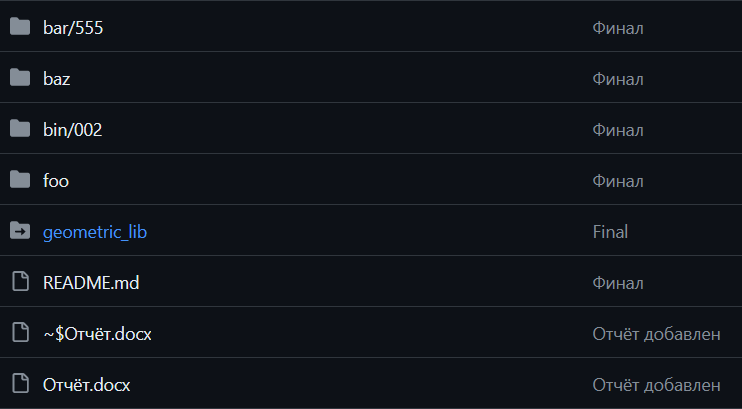 bar/555 Финал
baz Финал
bin/002 Финал
foo Финал
geometric_lib Final
README.md Финал
~$Отчёт.docx Отчёт добавлен
Отчёт.docx Отчёт добавлен